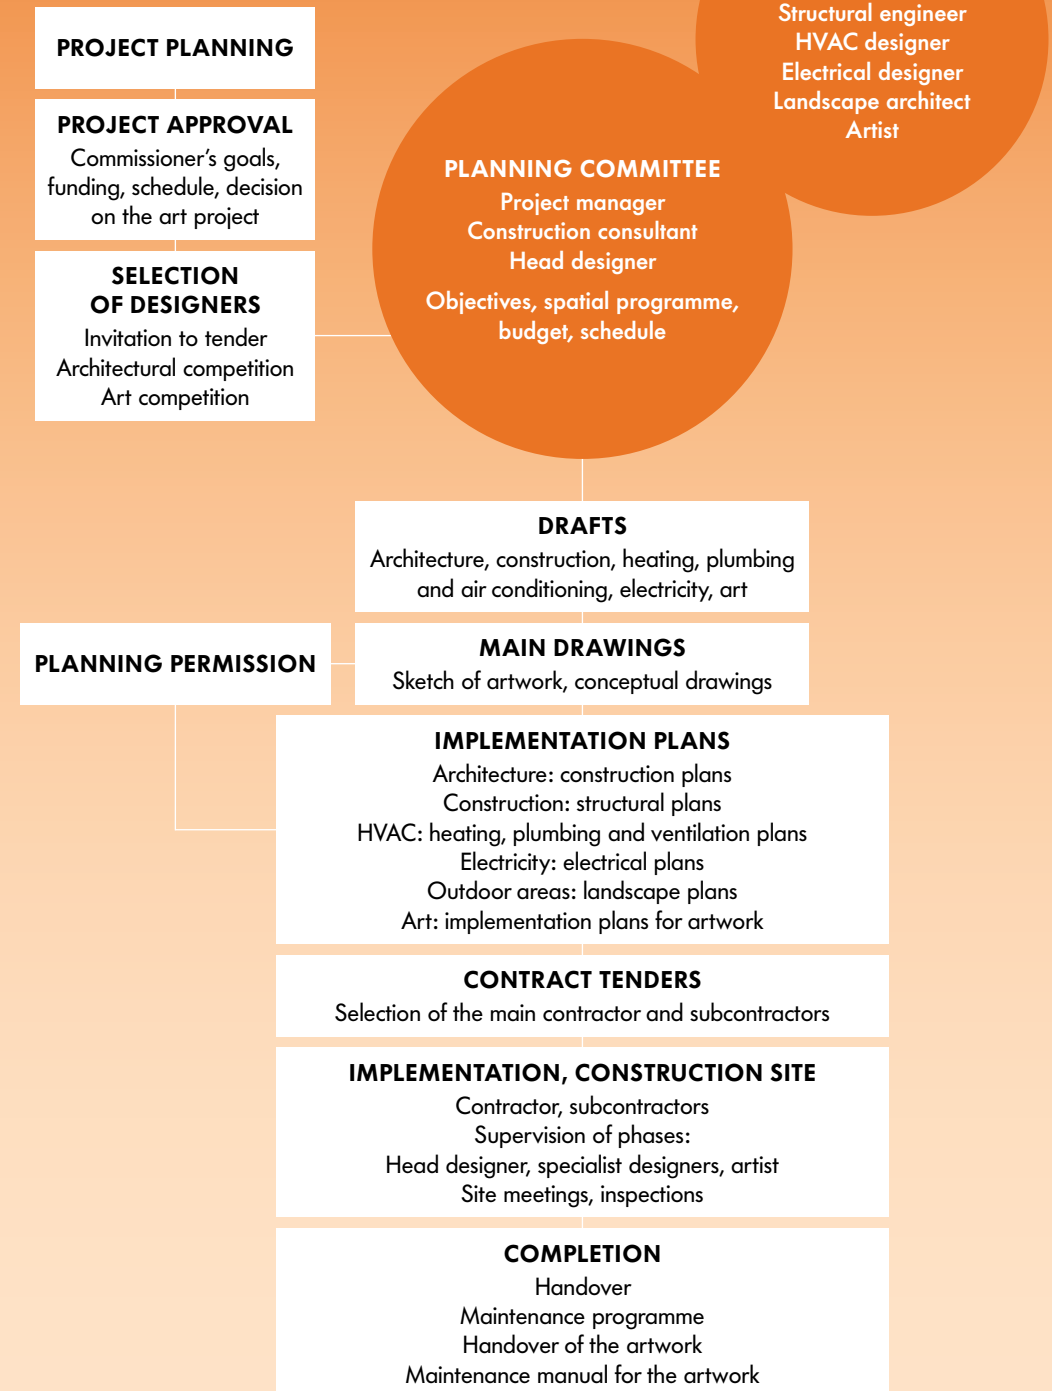 PROJECT PLANNING
PROJECT APPROVAL
Commissioner's goals,
funding, schedule, decision
on the art project
SELECTION
OF DESIGNERS
Invitation to tender
Architectural competition
Art competition
Structural engineer
HVAC designer
Electrical designer
Landscape architect
Artist
PLANNING COMMITTEE
Project manager
Construction consultant
Head designer
Objectives, spatial programme,
budget, schedule
DRAFTS
Architecture, construction, heating, plumbing
and air conditioning, electricity, art
PLANNING PERMISSION
MAIN DRAWINGS
Sketch of artwork, conceptual drawings
IMPLEMENTATION PLANS
Architecture: construction plans
Construction: structural plans
HVAC: heating, plumbing and ventilation plans
Electricity: electrical plans
Outdoor areas: landscape plans
Art: implementation plans for artwork
CONTRACT TENDERS
Selection of the main contractor and subcontractors
IMPLEMENTATION, CONSTRUCTION SITE
Contractor, subcontractors
Supervision of phases:
Head designer, specialist designers, artist
Site meetings, inspections
COMPLETION
Handover
Maintenance programme
Handover of the artwork
Maintenance manual for the artwork